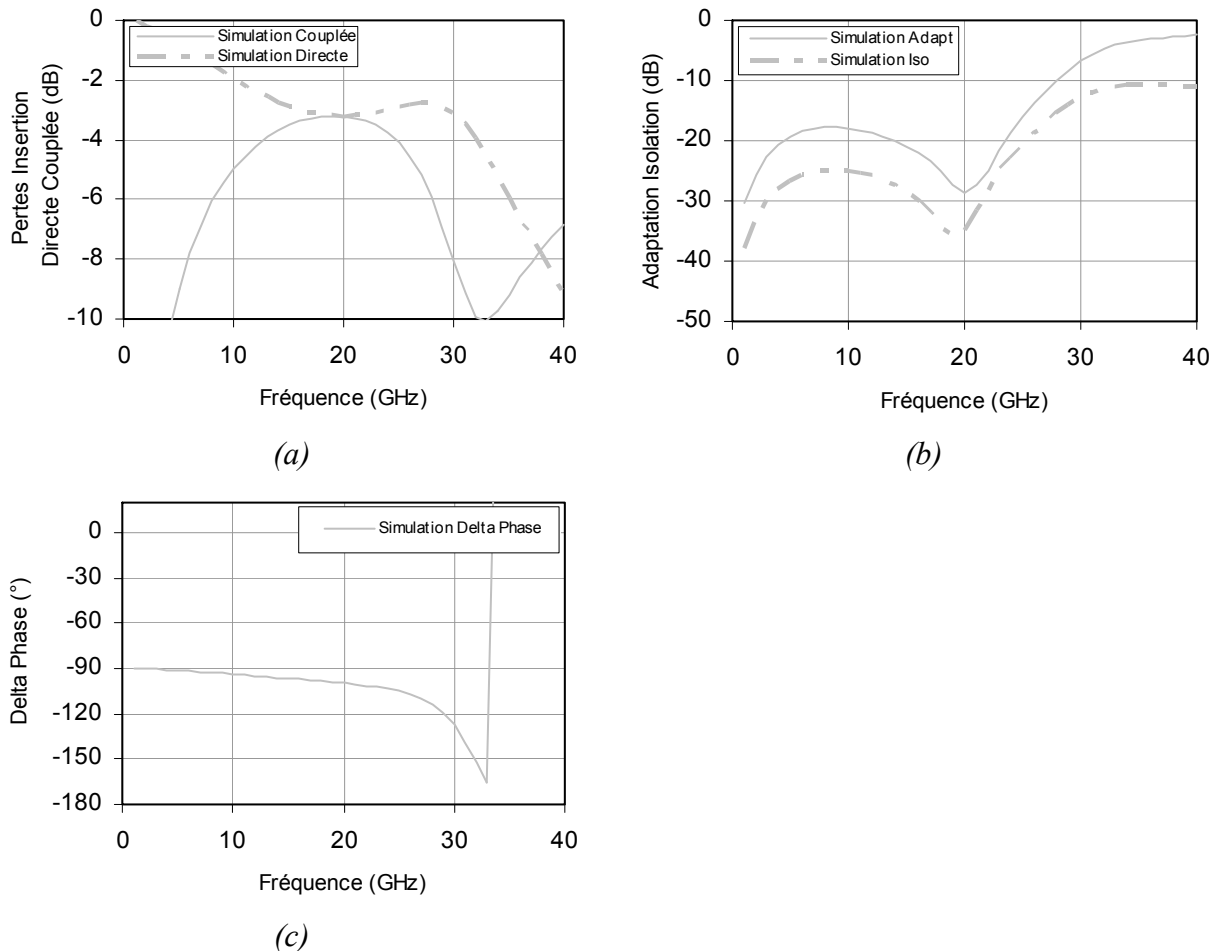 Pertes Insertion
Directe Couplée (dB)
0
-2
-4
-6
-8
-10
Simulation Couplée
Simulation Directe
0 10 20 30 40
Fréquence (GHz)
(a)
Adaptation Isolation (dB)
0
-10
-20
-30
-40
-50
Simulation Adapt
Simulation Iso
0 10 20 30 40
Fréquence (GHz)
(b)
Delta Phase (°)
0
-30
-60
-90
-120
-150
-180
Simulation Delta Phase
0 10 20 30 40
Fréquence (GHz)
(c)